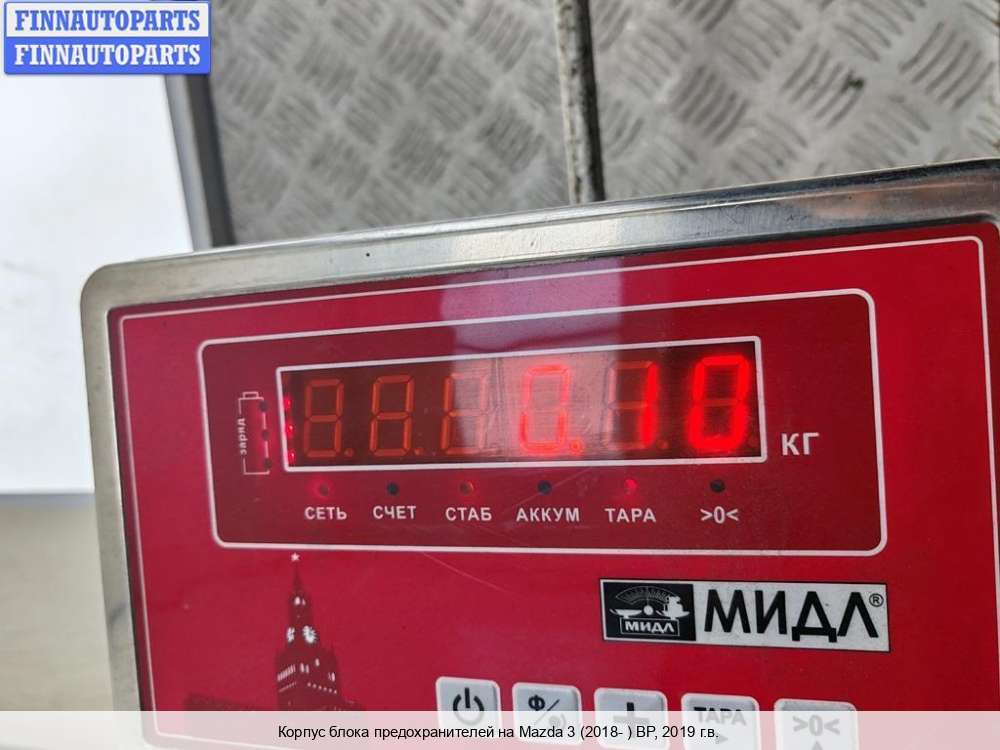 FINNAUTOPARTS
FINNAUTOPARTS
заряд
0.10
КГ
СЕТЬ СЧЕТ СТАБ АККУМ ТАРА >0<
МИДЛ МИДЛ®
Ф/
+
ТАРА
>
>0<
Корпус блока предохранителей на Mazda 3 (2018- ) BP, 2019 г.в.